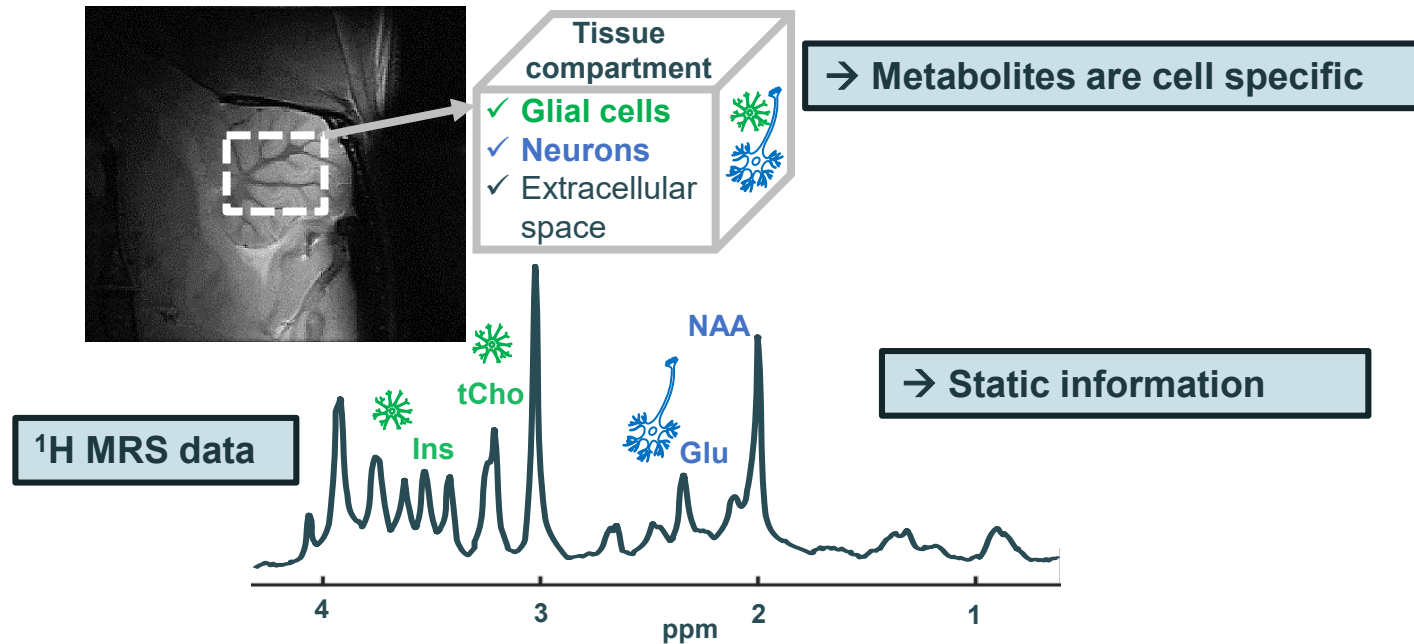 Tissue
compartment
→ Metabolites are cell specific
✓ Glial cells
✓ Neurons
✓ Extracellular
space
NAA
tCho
→ Static information
¹H MRS data
Ins
Glu
4 3 2 1
ppm